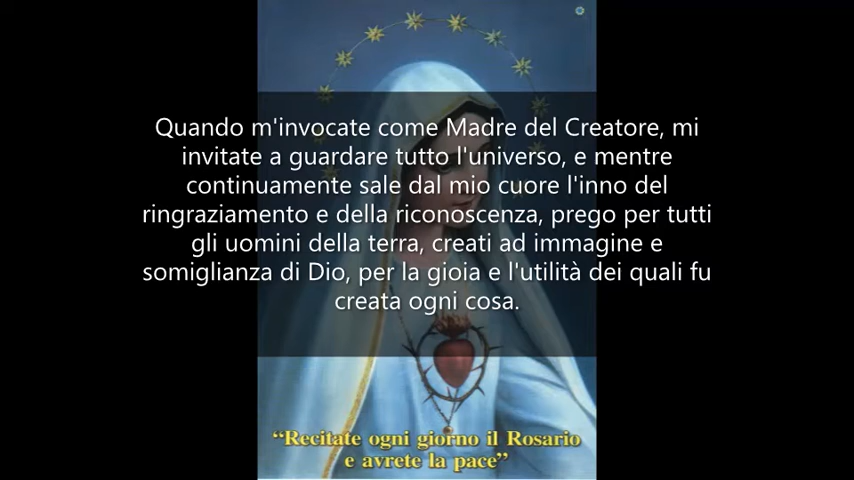 Quando m'invocate come Madre del Creatore, mi
invitate a guardare tutto l'universo, e mentre
continuamente sale dal mio cuore l'inno del
ringraziamento e della riconoscenza, prego per tutti
gli uomini della terra, creati ad immagine e
somiglianza di Dio, per la gioia e l'utilità dei quali fu
creata ogni cosa.
“Recitate ogni giorno il Rosario
e avrete la pace”